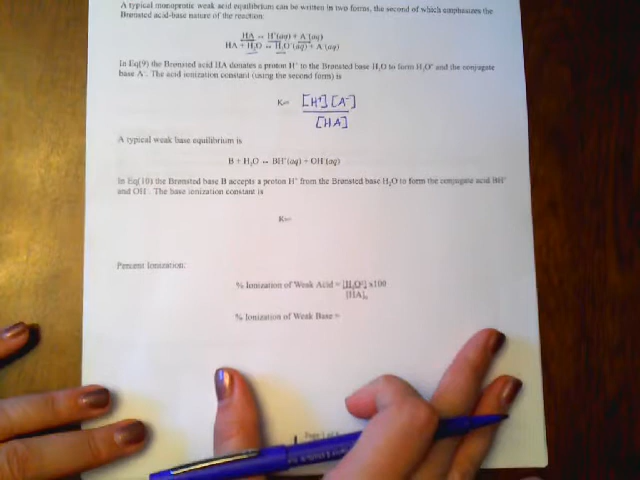 A typical monoprotic weak acid equilibrium can be written in two forms, the second of which emphasizes the
Brønsted acid-base nature of the reaction:
HA ↔ H⁺(aq) + A⁻(aq)
HA + H₂O ↔ H₃O⁺(aq) + A⁻(aq)
In Eq(9) the Brønsted acid HA donates a proton H⁺ to the Brønsted base H₂O to form H₃O⁺ and the conjugate
base A⁻. The acid ionization constant (using the second form) is
K= [H⁺][A⁻]
[HA]
A typical weak base equilibrium is
B + H₂O ↔ BH⁺(aq) + OH⁻(aq)
In Eq(10) the Brønsted base B accepts a proton H⁺ from the Brønsted base H₂O to form the conjugate acid BH⁺
and OH⁻. The base ionization constant is
K=
Percent Ionization:
% Ionization of Weak Acid = [H₃O⁺] x100
[HA]₀
% Ionization of Weak Base =
Page 1 of